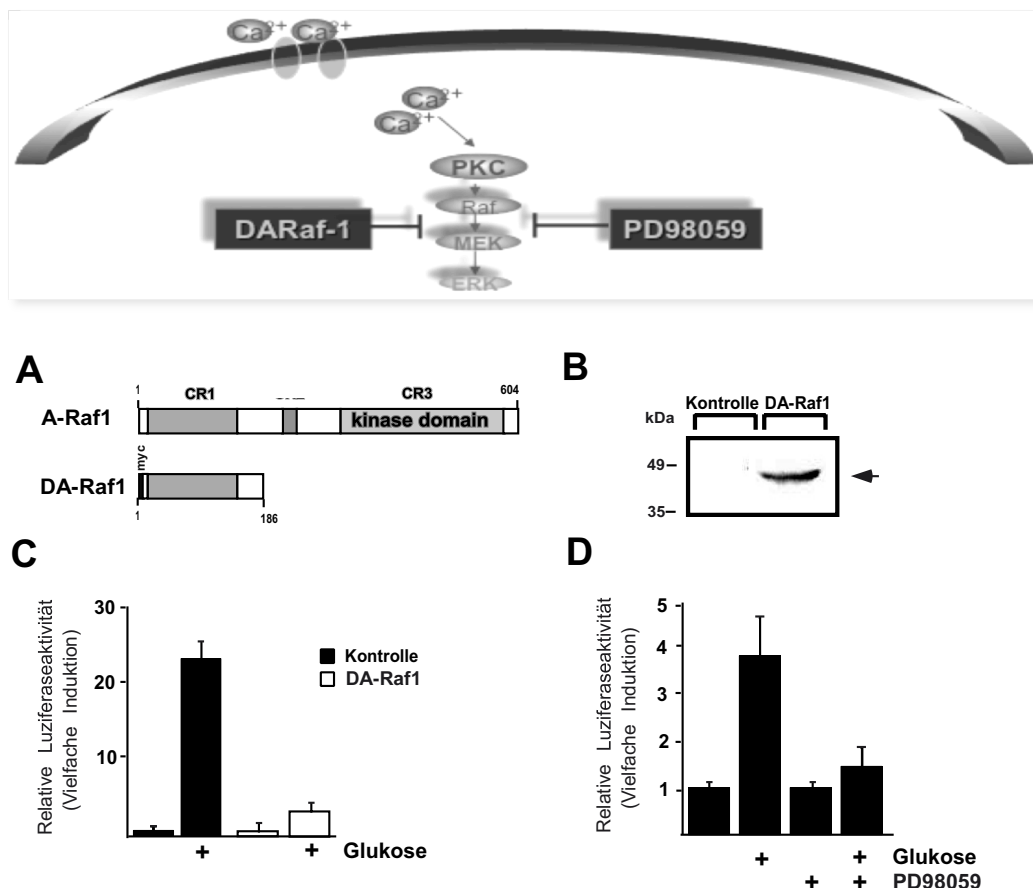 Ca2+ Ca2+
Ca2+
Ca2+
PKC
Raf
DARaf-1
PD98059
MEK
ERK
A
B
1
CR1
CR3
604
A-Raf1
kinase domain
myc
DA-Raf1
1
186
Kontrolle DA-Raf1
kDa
49
35
C
D
Relative Luziferaseaktivität
(Vielfache Induktion)
30
20
10
Kontrolle
DA-Raf1
+ + Glukose
Relative Luziferaseaktivität
(Vielfache Induktion)
5
4
3
2
1
+ + Glukose
+ + PD98059